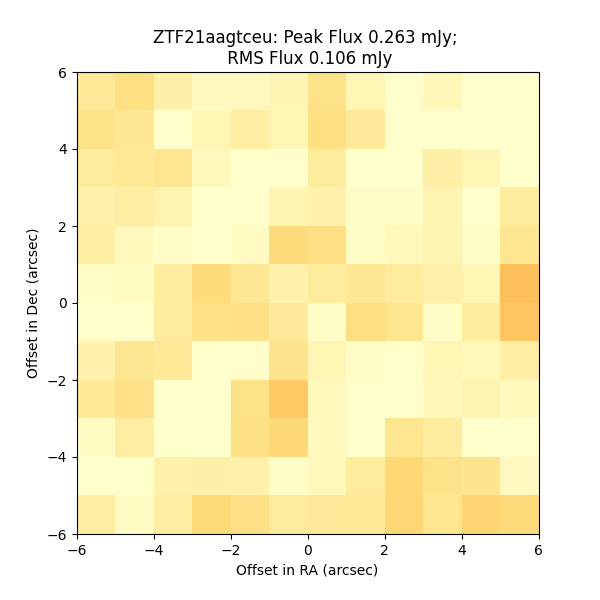 ZTF21aagtceu: Peak Flux 0.263 mJy;
RMS Flux 0.106 mJy
6
4
2
0
−2
−4
−6
Offset in Dec (arcsec)
−6 −4 −2 0 2 4 6
Offset in RA (arcsec)